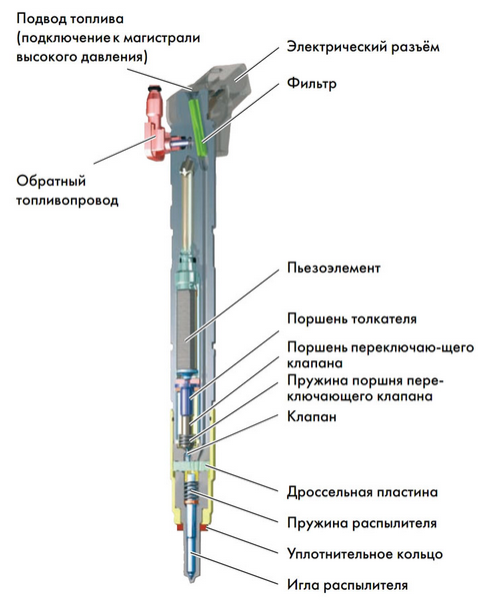 Подвод топлива
(подключение к магистрали
высокого давления)
Электрический разъём
Фильтр
Обратный
топливопровод
Пьезоэлемент
Поршень толкателя
Поршень переключаю-щего
клапана
Пружина поршня пере-
ключающего клапана
Клапан
Дроссельная пластина
Пружина распылителя
Уплотнительное кольцо
Игла распылителя